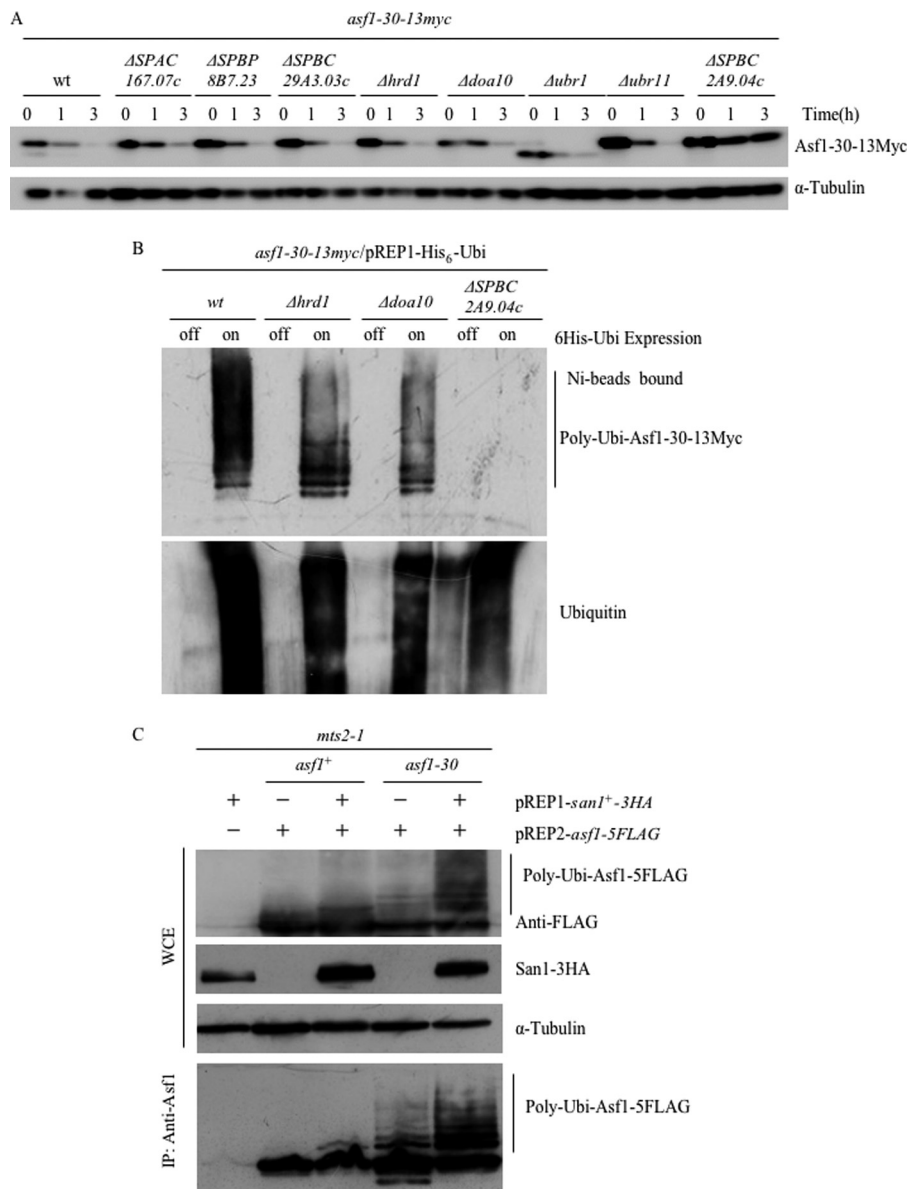 A
asf1-30-13myc
wt ΔSPAC 167.07c ΔSPBP 8B7.23 ΔSPBC 29A3.03c Δhrd1 Δdoa10 Δubr1 Δubr11 ΔSPBC 2A9.04c
0 1 3 0 1 3 0 1 3 0 1 3 0 1 3 0 1 3 0 1 3 0 1 3 0 1 3 Time(h)
Asf1-30-13Myc
α-Tubulin
B
asf1-30-13myc/pREP1-His₆-Ubi
wt Δhrd1 Δdoa10 ΔSPBC 2A9.04c
off on off on off on off on 6His-Ubi Expression
Ni-beads bound
Poly-Ubi-Asf1-30-13Myc
Ubiquitin
C
mts2-1
asf1⁺ asf1-30
+ − + − + pREP1-san1⁺-3HA
− + + + + pREP2-asf1-5FLAG
Poly-Ubi-Asf1-5FLAG
Anti-FLAG
WCE
San1-3HA
α-Tubulin
IP: Anti-Asf1
Poly-Ubi-Asf1-5FLAG